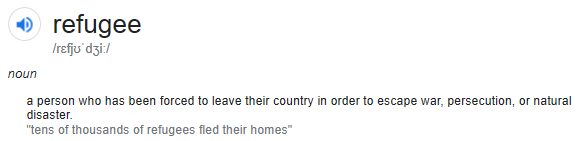 refugee
/rɛfjʊˈdʒiː/
noun
a person who has been forced to leave their country in order to escape war, persecution, or natural
disaster.
"tens of thousands of refugees fled their homes"